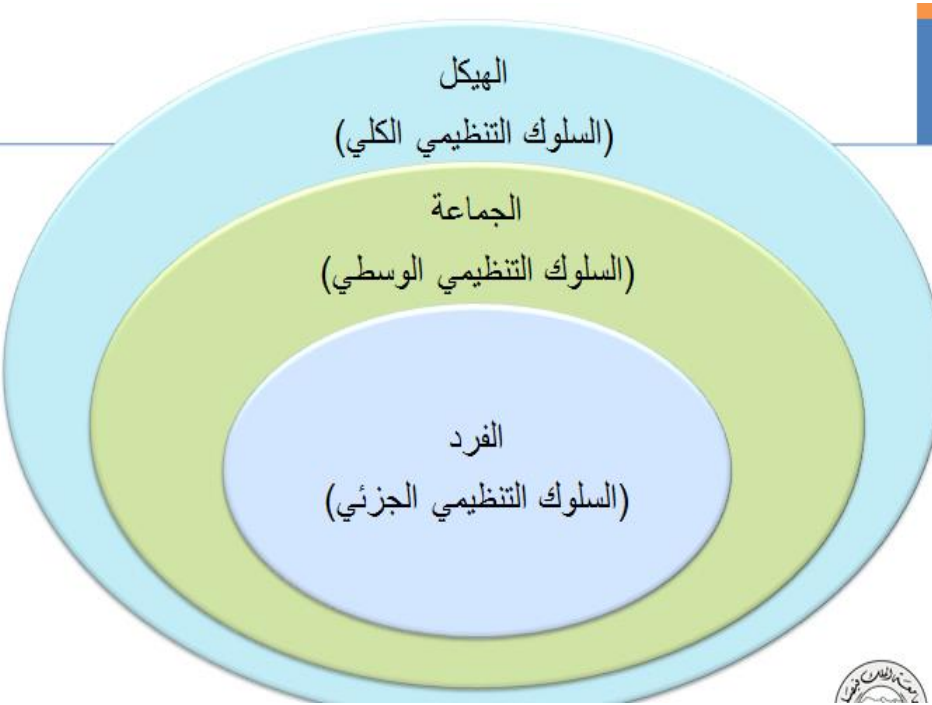 الهيكل
(السلوك التنظيمي الكلي)
الجماعة
(السلوك التنظيمي الوسطي)
الفرد
(السلوك التنظيمي الجزئي)